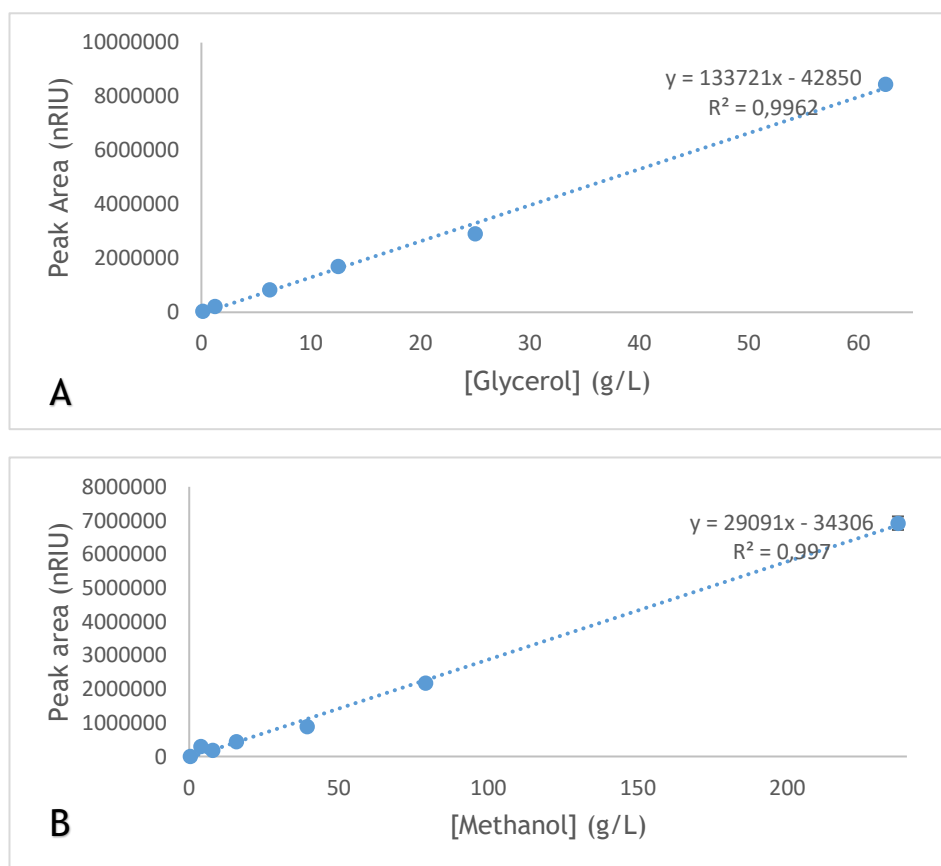 10000000
8000000
6000000
4000000
2000000
0
Peak Area (nRIU)
y = 133721x - 42850
R² = 0,9962
0 10 20 30 40 50 60
[Glycerol] (g/L)
A
8000000
7000000
6000000
5000000
4000000
3000000
2000000
1000000
0
Peak area (nRIU)
y = 29091x - 34306
R² = 0,997
0 50 100 150 200
[Methanol] (g/L)
B